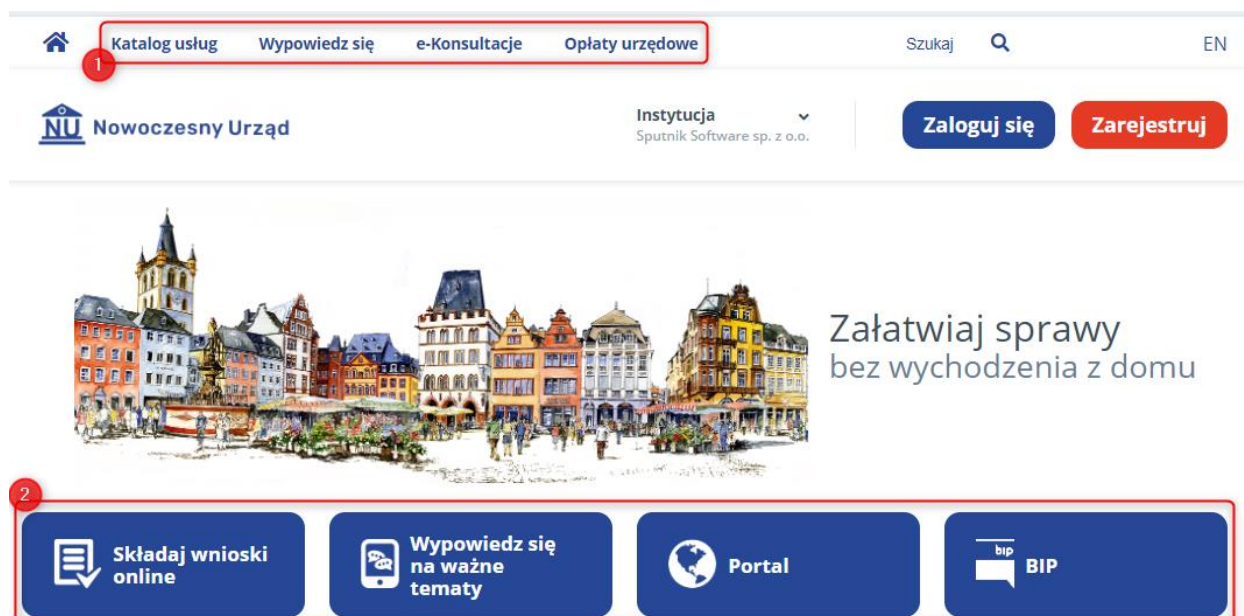 Katalog usług Wypowiedz się e-Konsultacje Opłaty urzędowe Szukaj EN
1
NU Nowoczesny Urząd
Instytucja
Sputnik Software sp. z o.o.
Zaloguj się Zarejestruj
Załatwiaj sprawy
bez wychodzenia z domu
2
Składaj wnioski
online
Wypowiedz się
na ważne
tematy
Portal
bip
BIP